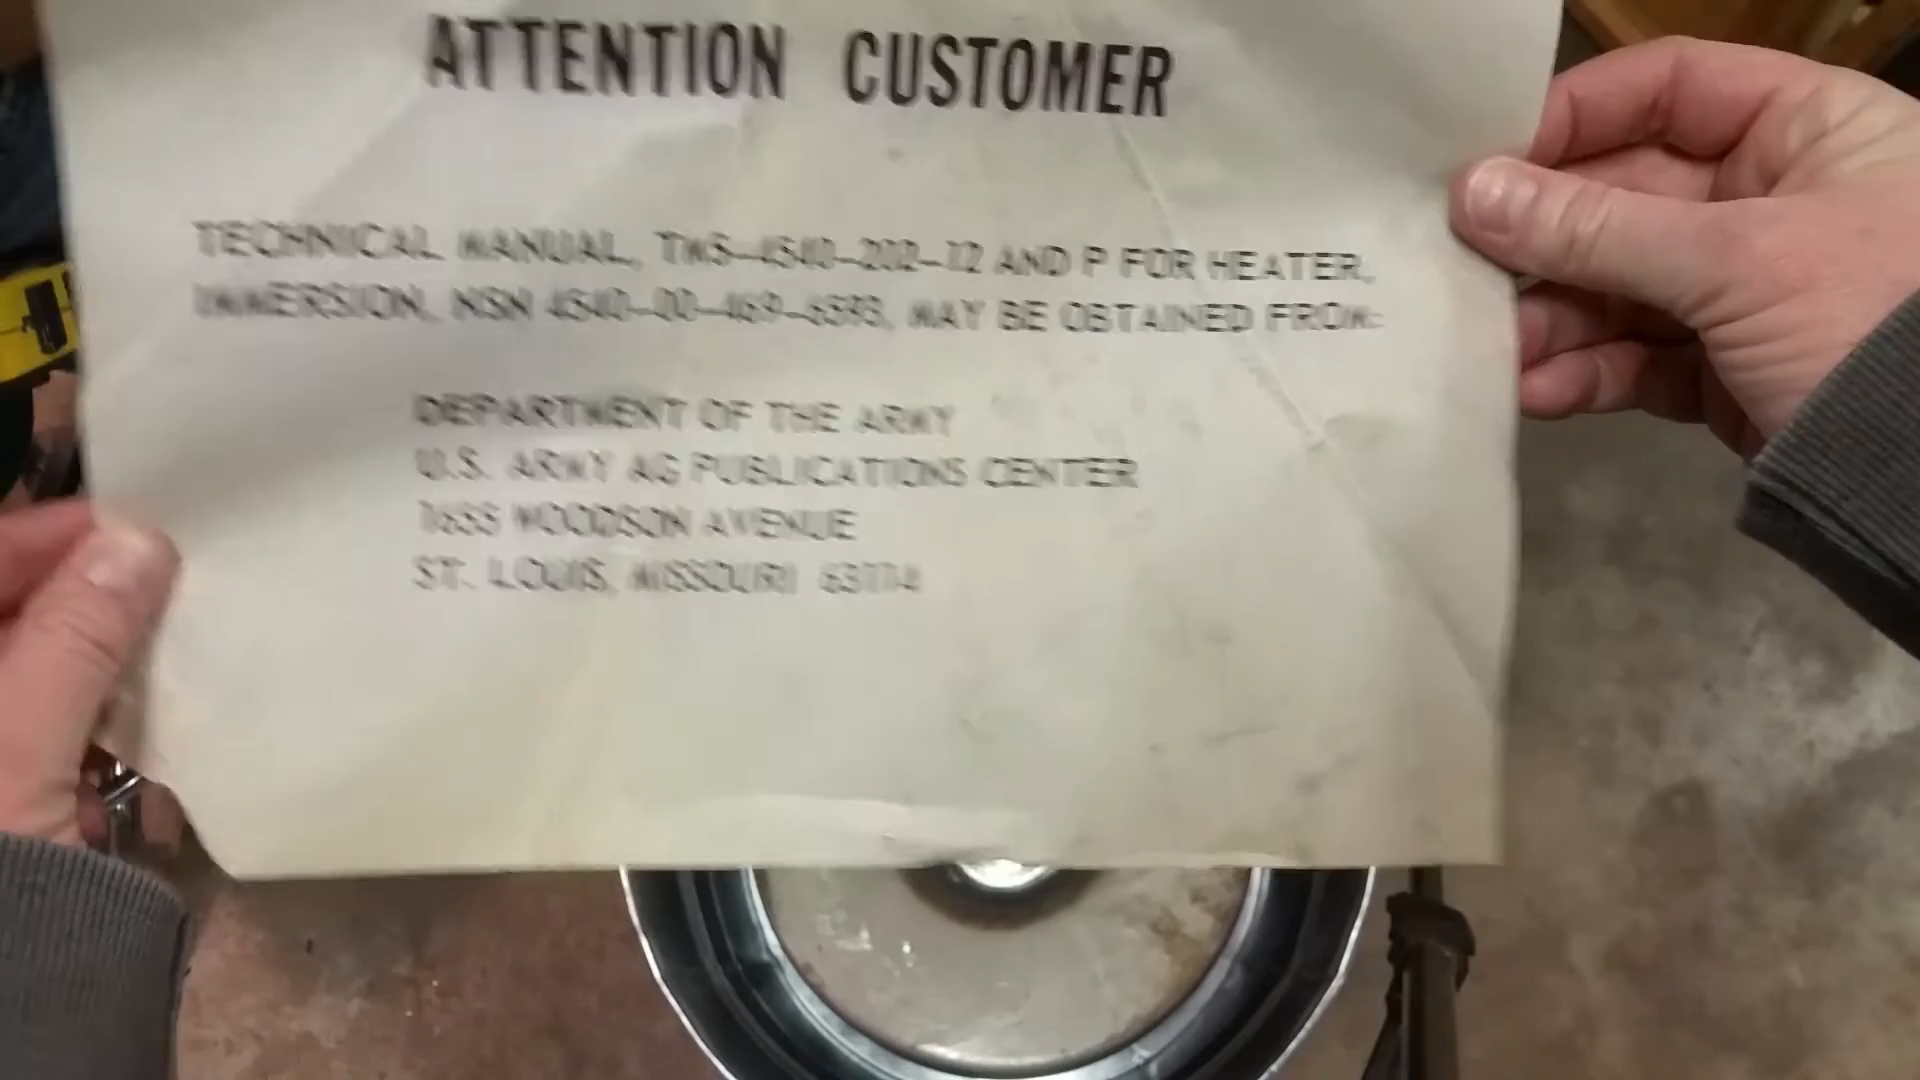 ATTENTION CUSTOMER
TECHNICAL MANUAL, TM5-4540-202-12 AND P FOR HEATER,
IMMERSION, NSN 4540-00-469-6593, MAY BE OBTAINED FROM:
DEPARTMENT OF THE ARMY
U.S. ARMY AG PUBLICATIONS CENTER
1655 WOODSON AVENUE
ST. LOUIS, MISSOURI 63114